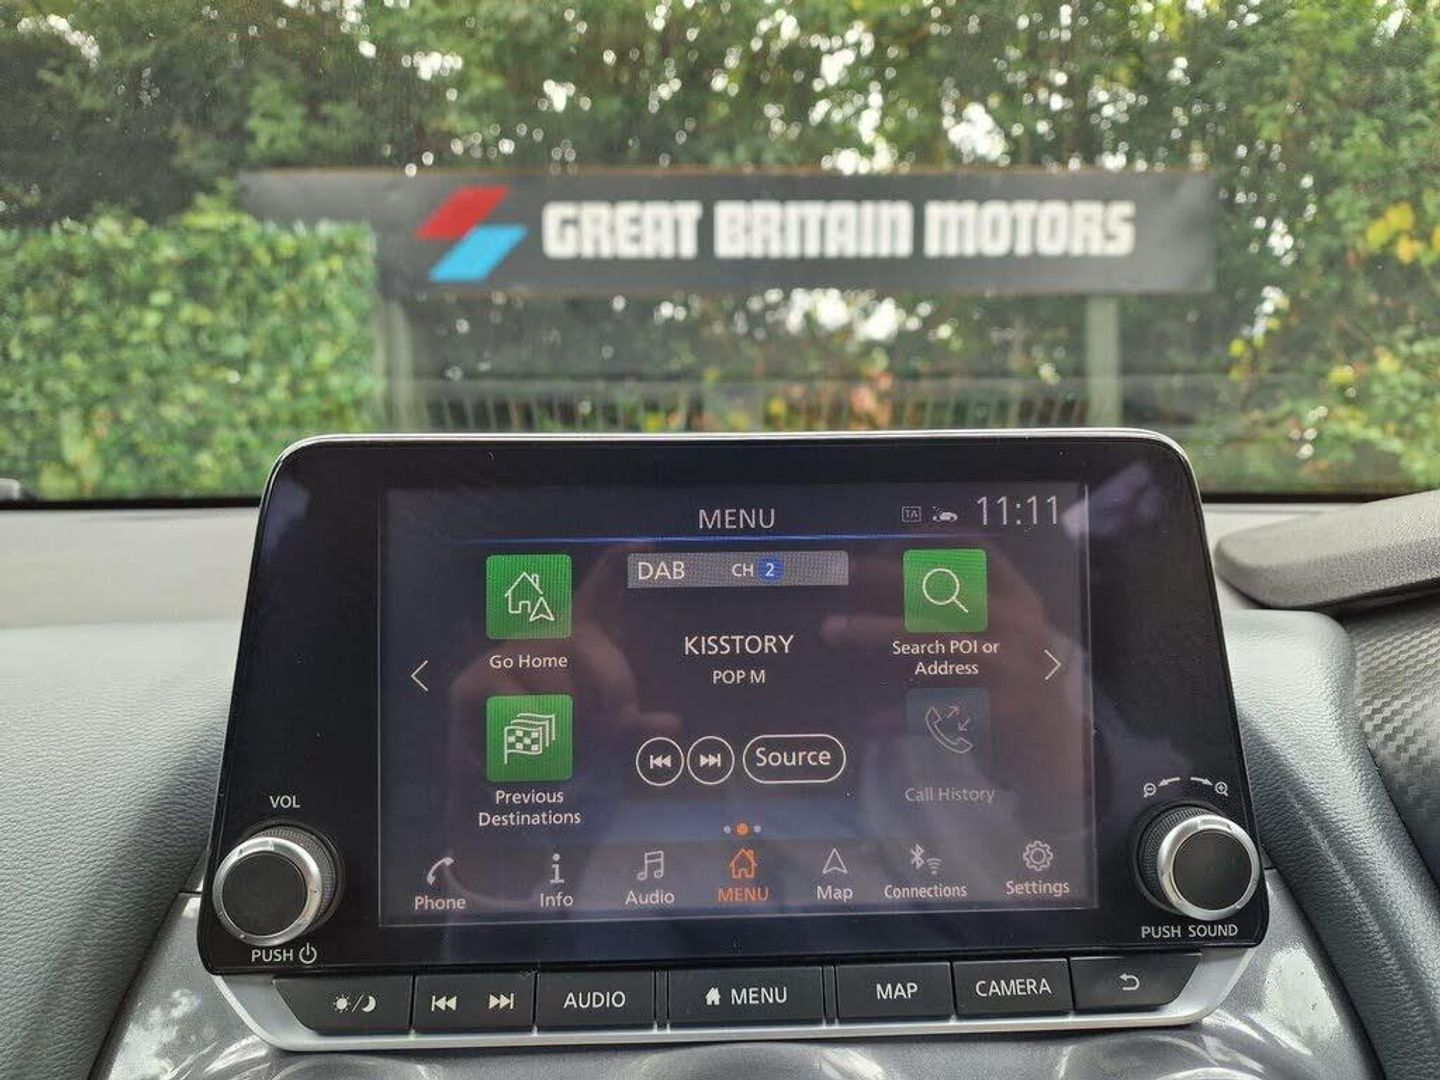 GREAT BRITAIN MOTORS
MENU
TA
11:11
DAB CH 2
Go Home
KISSTORY
POP M
Search POI or
Address
Previous
Destinations
Source
Call History
Phone
Info
Audio
MENU
Map
Connections
Settings
VOL
PUSH
PUSH SOUND
AUDIO
MENU
MAP
CAMERA